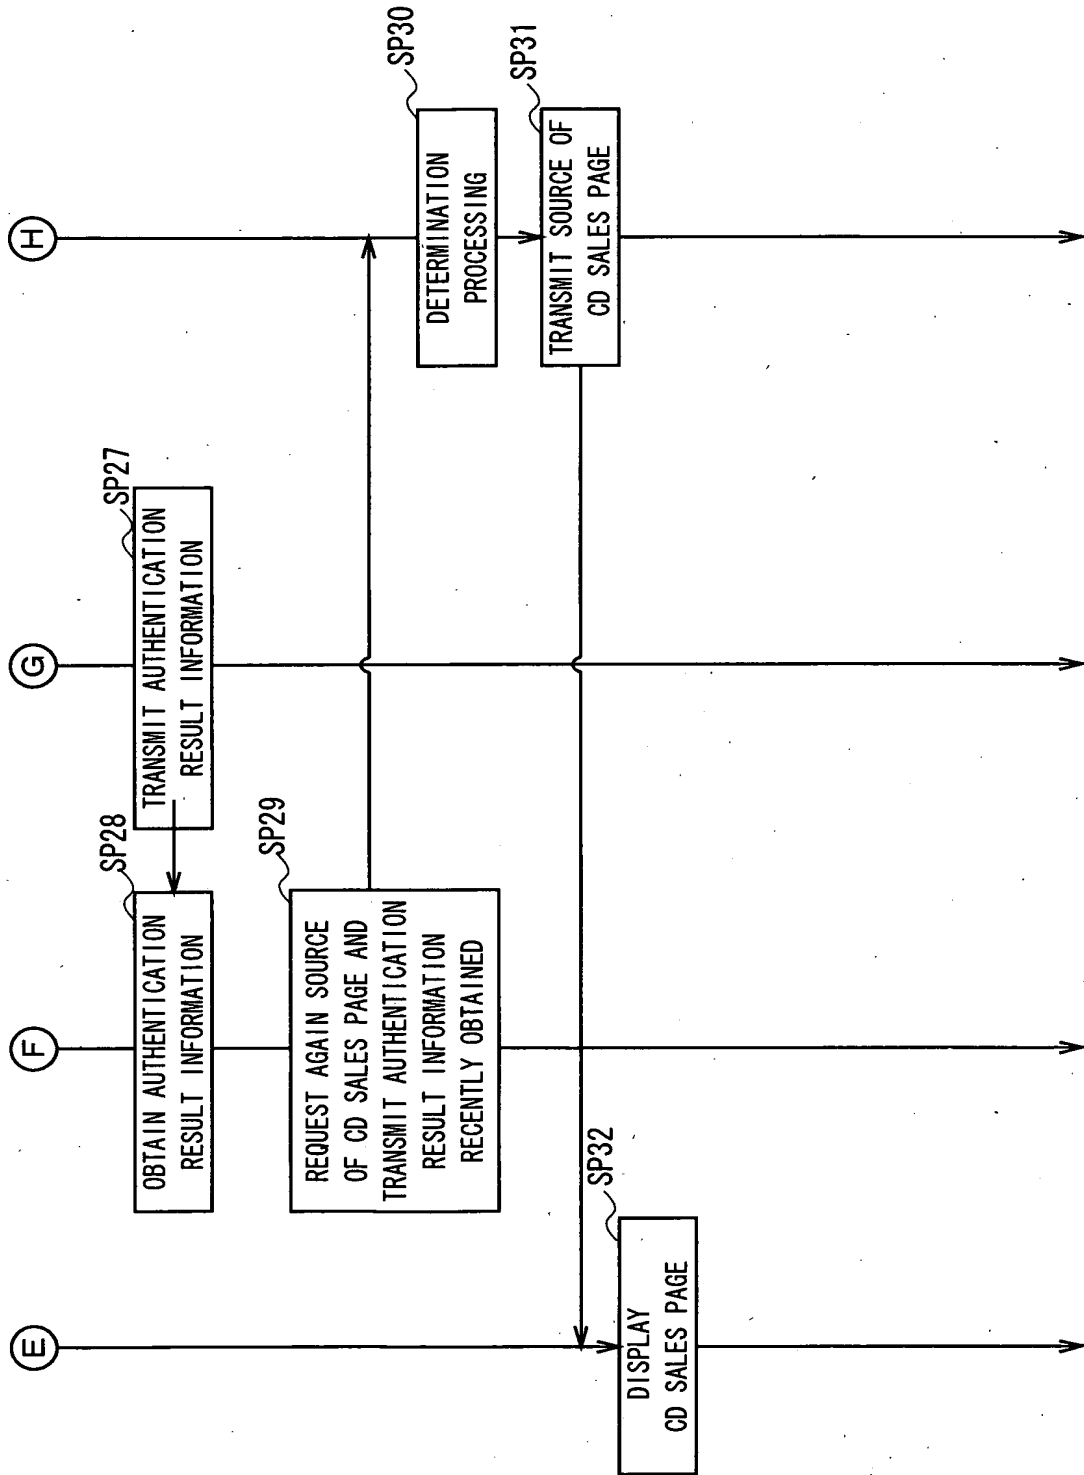 E
F
G
H
SP27
TRANSMIT AUTHENTICATION
RESULT INFORMATION
SP28
OBTAIN AUTHENTICATION
RESULT INFORMATION
SP29
REQUEST AGAIN SOURCE
OF CD SALES PAGE AND
TRANSMIT AUTHENTICATION
RESULT INFORMATION
RECENTLY OBTAINED
SP30
DETERMINATION
PROCESSING
SP31
TRANSMIT SOURCE OF
CD SALES PAGE
SP32
DISPLAY
CD SALES PAGE